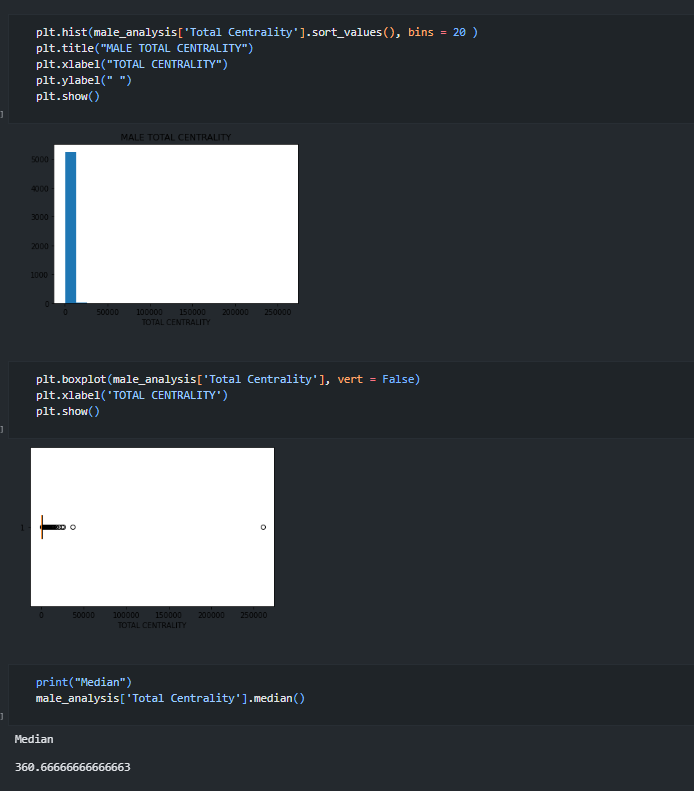 plt.hist(male_analysis['Total Centrality'].sort_values(), bins = 20 )
plt.title("MALE TOTAL CENTRALITY")
plt.xlabel("TOTAL CENTRALITY")
plt.ylabel(" ")
plt.show()
]
MALE TOTAL CENTRALITY
5000
4000
3000
2000
1000
0
0 50000 100000 150000 200000 250000
TOTAL CENTRALITY
plt.boxplot(male_analysis['Total Centrality'], vert = False)
plt.xlabel('TOTAL CENTRALITY')
plt.show()
]
1
0 50000 100000 150000 200000 250000
TOTAL CENTRALITY
print("Median")
male_analysis['Total Centrality'].median()
]
Median
360.66666666666663